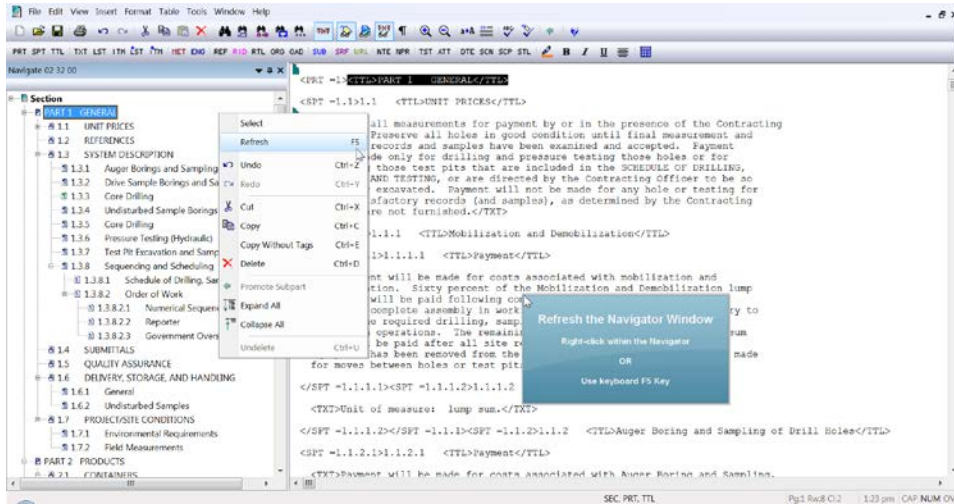 File Edit View Insert Format Table Tools Window Help
PRT SPT TTL TXT LST ITM LST ITM MET ENG REF RID RTL ORG OAD SUB SRF URL NTE NPR TST ATT DTE SCN SCP STL B I U
Navigate 02 32 00
Section
PART 1 GENERAL
1.1 UNIT PRICES
1.2 REFERENCES
1.3 SYSTEM DESCRIPTION
1.3.1 Auger Borings and Sampling
1.3.2 Drive Sample Borings and Sa
1.3.3 Core Drilling
1.3.4 Undisturbed Sample Borings
1.3.5 Core Drilling
1.3.6 Pressure Testing (Hydraulic)
1.3.7 Test Pit Excavation and Samp
1.3.8 Sequencing and Scheduling
1.3.8.1 Schedule of Drilling, Sar
1.3.8.2 Order of Work
1.3.8.2.1 Numerical Sequen
1.3.8.2.2 Reporter
1.3.8.2.3 Government Overs
1.4 SUBMITTALS
1.5 QUALITY ASSURANCE
1.6 DELIVERY, STORAGE, AND HANDLING
1.6.1 General
1.6.2 Undisturbed Samples
1.7 PROJECT/SITE CONDITIONS
1.7.1 Environmental Requirements
1.7.2 Field Measurements
PART 2 PRODUCTS
2.1 CONTAINERS
Select
Refresh F5
Undo Ctrl+Z
Redo Ctrl+Y
Cut Ctrl+X
Copy Ctrl+C
Copy Without Tags Ctrl+E
Delete Ctrl+D
Promote Subpart
Expand All
Collapse All
Undelete Ctrl+U
<PRT =1><TTL>PART 1 GENERAL</TTL>
<SPT =1.1>1.1 <TTL>UNIT PRICES</TTL>
all measurements for payment by or in the presence of the Contracting
Preserve all holes in good condition until final measurement and
records and samples have been examined and accepted. Payment
de only for drilling and pressure testing those holes or for
those test pits that are included in the SCHEDULE OF DRILLING,
AND TESTING, or are directed by the Contracting Officer to be so
excavated. Payment will not be made for any hole or testing for
sfactory records (and samples), as determined by the Contracting
re not furnished.</TXT>
1.1.1 <TTL>Mobilization and Demobilization</TTL>
1.1.1.1 <TTL>Payment</TTL>
nt will be made for costs associated with mobilization and
tion. Sixty percent of the Mobilization and Demobilization lump
will be paid following com
complete assembly in work ry to
e required drilling, samp
operations. The remainin sum
be paid after all site r
has been removed from the made
for moves between holes or test pit
</SPT =1.1.1.1><SPT =1.1.1.2>1.1.1.2
<TXT>Unit of measure: lump sum.</TXT>
</SPT =1.1.1.2></SPT =1.1.1><SPT =1.1.2>1.1.2 <TTL>Auger Boring and Sampling of Drill Holes</TTL>
<SPT =1.1.2.1>1.1.2.1 <TTL>Payment</TTL>
<TXT>Payment will be made for costs associated with Auger Boring and Sampling.
Refresh the Navigator Window
Right-click within the Navigator
OR
Use keyboard F5 Key
SEC, PRT, TTL Pg:1 Rw:8 Cl:2 1:23 pm CAP NUM OV